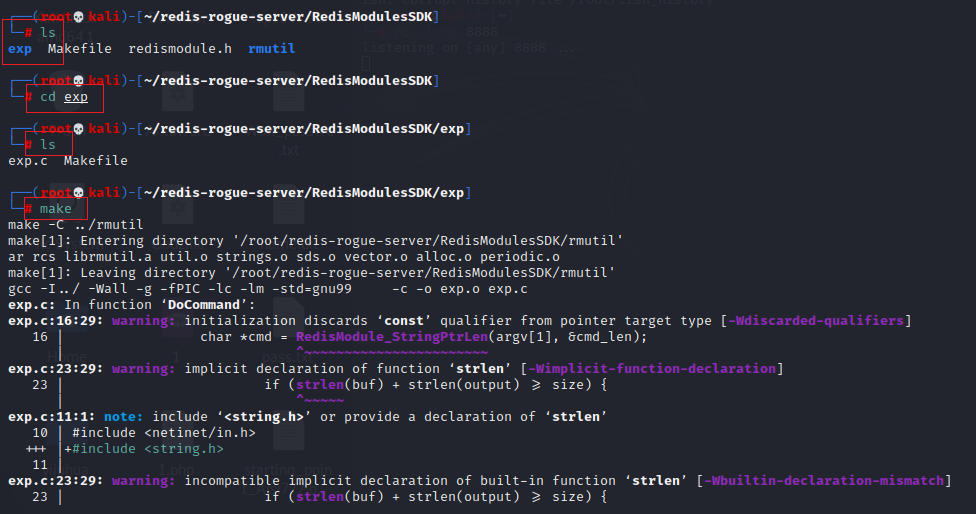 ┌──(root💀kali)-[~/redis-rogue-server/RedisModulesSDK]
└─# ls
exp  Makefile  redismodule.h  rmutil
┌──(root💀kali)-[~/redis-rogue-server/RedisModulesSDK]
└─# cd exp
┌──(root💀kali)-[~/redis-rogue-server/RedisModulesSDK/exp]
└─# ls
.txt
exp.c  Makefile
┌──(root💀kali)-[~/redis-rogue-server/RedisModulesSDK/exp]
└─# make
make -C ../rmutil
make[1]: Entering directory '/root/redis-rogue-server/RedisModulesSDK/rmutil'
ar rcs librmutil.a util.o strings.o sds.o vector.o alloc.o periodic.o
make[1]: Leaving directory '/root/redis-rogue-server/RedisModulesSDK/rmutil'
gcc -I../ -Wall -g -fPIC -lc -lm -std=gnu99     -c -o exp.o exp.c
exp.c: In function ‘DoCommand’:
exp.c:16:29: warning: initialization discards ‘const’ qualifier from pointer target type [-Wdiscarded-qualifiers]
   16 |                 char *cmd = RedisModule_StringPtrLen(argv[1], &cmd_len);
      |                             ^~~~~~~~~~~~~~~~~~~~~~~~
exp.c:23:29: warning: implicit declaration of function ‘strlen’ [-Wimplicit-function-declaration]
   23 |                         if (strlen(buf) + strlen(output) >= size) {
      |                             ^~~~~~
exp.c:11:1: note: include ‘<string.h>’ or provide a declaration of ‘strlen’
   10 | #include <netinet/in.h>
  +++ |+#include <string.h>
   11 |
exp.c:23:29: warning: incompatible implicit declaration of built-in function ‘strlen’ [-Wbuiltin-declaration-mismatch]
   23 |                         if (strlen(buf) + strlen(output) >= size) {